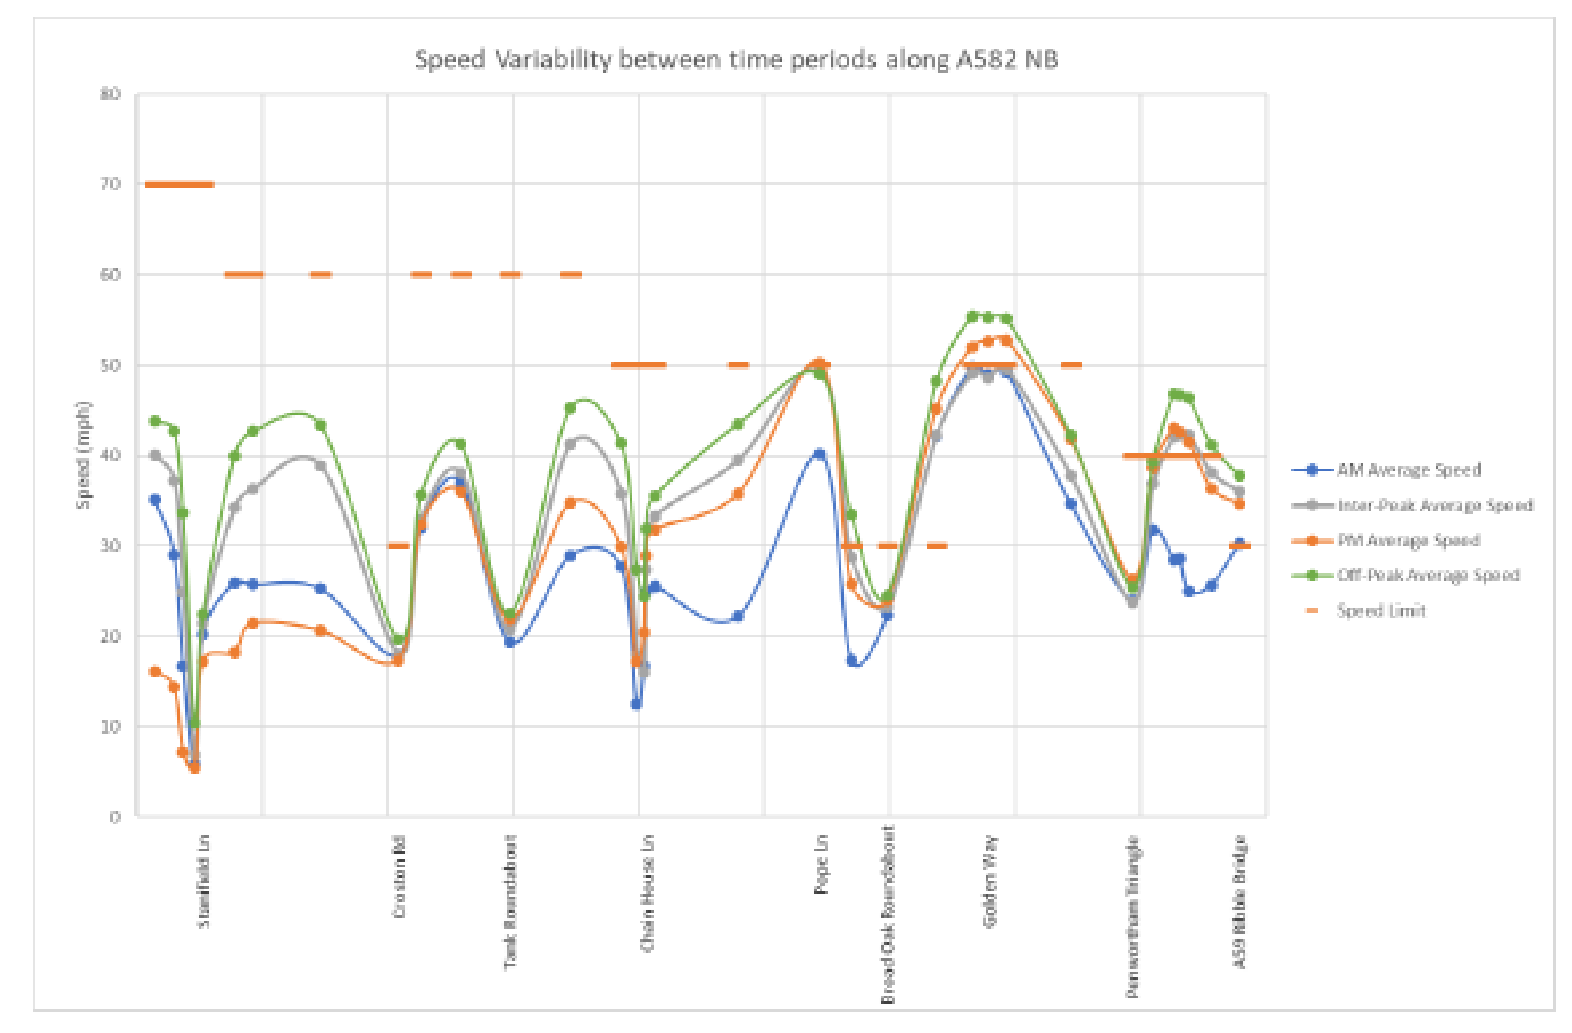 Speed Variability between time periods along A582 NB
80
70
60
50
40
30
20
10
0
Speed (mph)
Stanifield Ln
Croston Rd
Tank Roundabout
Chain House Ln
Pope Ln
Broad Oak Roundabout
Golden Way
Penwortham Triangle
A59 Ribble Bridge
AM Average Speed
Inter-Peak Average Speed
PM Average Speed
Off-Peak Average Speed
Speed Limit